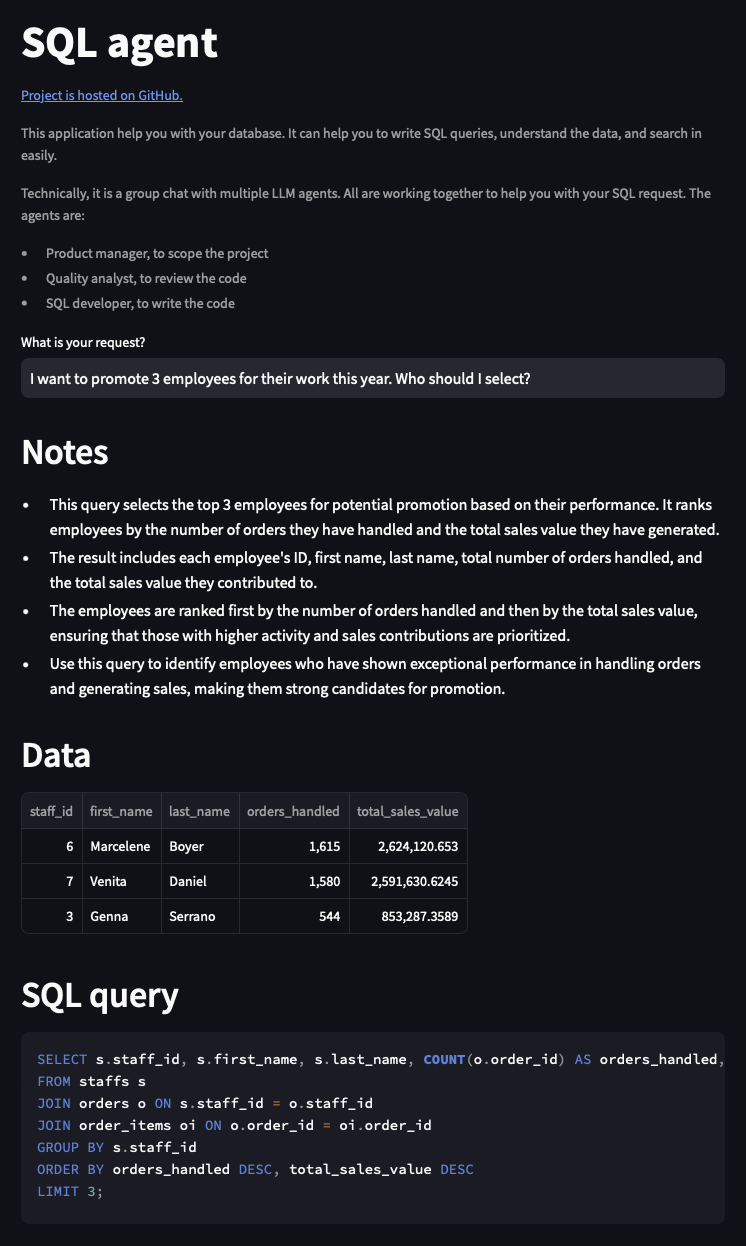 SQL agent
Project is hosted on GitHub.
This application help you with your database. It can help you to write SQL queries, understand the data, and search in
easily.
Technically, it is a group chat with multiple LLM agents. All are working together to help you with your SQL request. The
agents are:
• Product manager, to scope the project
• Quality analyst, to review the code
• SQL developer, to write the code
What is your request?
I want to promote 3 employees for their work this year. Who should I select?
Notes
• This query selects the top 3 employees for potential promotion based on their performance. It ranks
employees by the number of orders they have handled and the total sales value they have generated.
• The result includes each employee's ID, first name, last name, total number of orders handled, and
the total sales value they contributed to.
• The employees are ranked first by the number of orders handled and then by the total sales value,
ensuring that those with higher activity and sales contributions are prioritized.
• Use this query to identify employees who have shown exceptional performance in handling orders
and generating sales, making them strong candidates for promotion.
Data
staff_id first_name last_name orders_handled total_sales_value
6 Marcelene Boyer 1,615 2,624,120.653
7 Venita Daniel 1,580 2,591,630.6245
3 Genna Serrano 544 853,287.3589
SQL query
SELECT s.staff_id, s.first_name, s.last_name, COUNT(o.order_id) AS orders_handled,
FROM staffs s
JOIN orders o ON s.staff_id = o.staff_id
JOIN order_items oi ON o.order_id = oi.order_id
GROUP BY s.staff_id
ORDER BY orders_handled DESC, total_sales_value DESC
LIMIT 3;